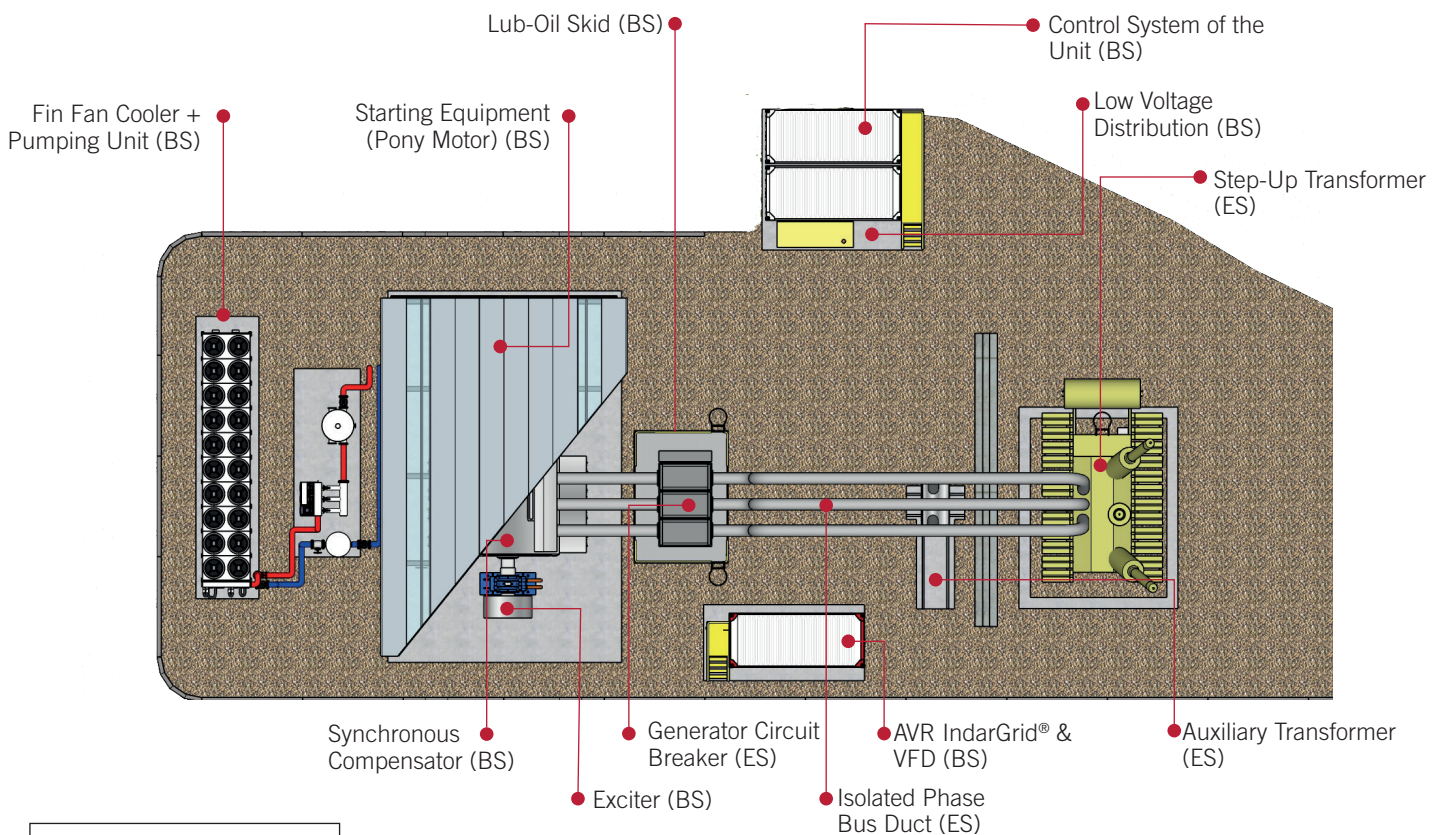 Lub-Oil Skid (BS)
Control System of the
Unit (BS)
Fin Fan Cooler +
Pumping Unit (BS)
Starting Equipment
(Pony Motor) (BS)
Low Voltage
Distribution (BS)
Step-Up Transformer
(ES)
Synchronous
Compensator (BS)
Generator Circuit
Breaker (ES)
AVR IndarGrid® &
VFD (BS)
Auxiliary Transformer
(ES)
Exciter (BS)
Isolated Phase
Bus Duct (ES)